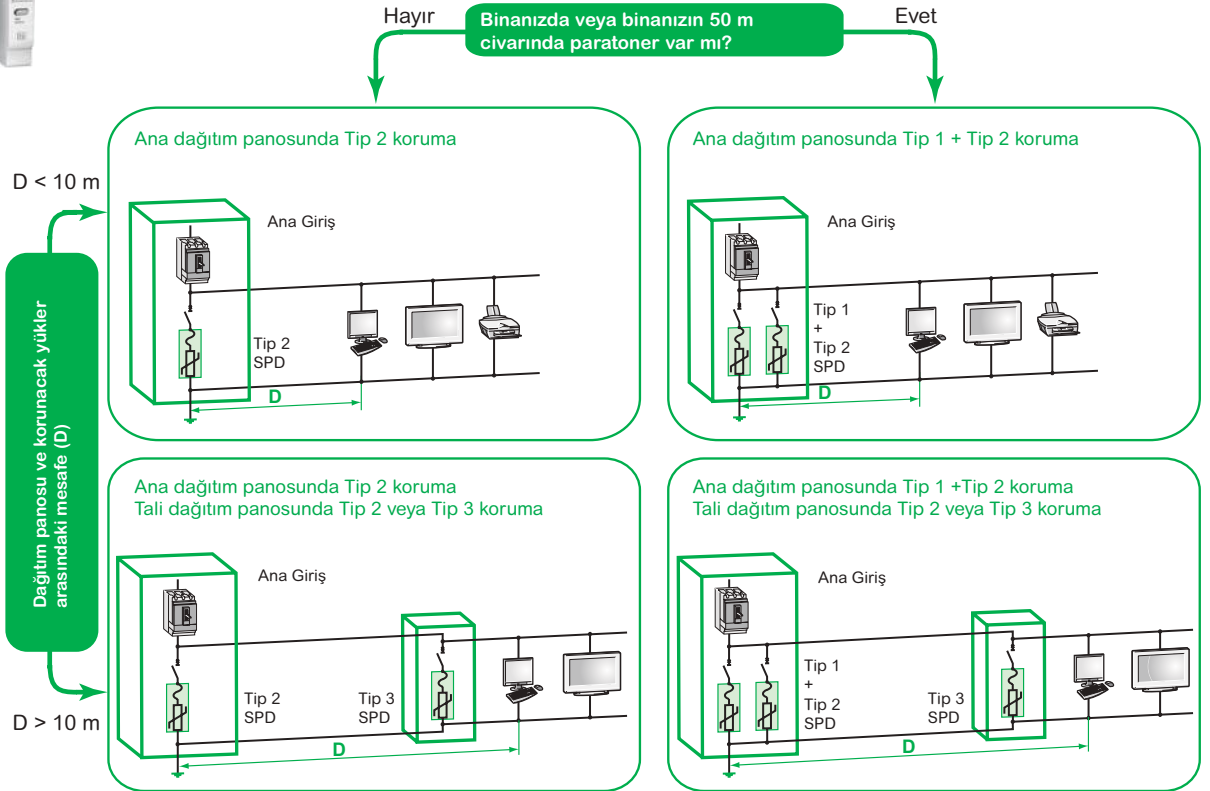 Hayır
Binanızda veya binanızın 50 m
civarında paratoner var mı?
Evet
Ana dağıtım panosunda Tip 2 koruma
Ana Giriş
Tip 2
SPD
D
Ana dağıtım panosunda Tip 1 + Tip 2 koruma
Ana Giriş
Tip 1
+
Tip 2
SPD
D
D < 10 m
Dağıtım panosu ve korunacak yükler
arasındaki mesafe (D)
D > 10 m
Ana dağıtım panosunda Tip 2 koruma
Tali dağıtım panosunda Tip 2 veya Tip 3 koruma
Ana Giriş
Tip 2
SPD
Tip 3
SPD
D
Ana dağıtım panosunda Tip 1 +Tip 2 koruma
Tali dağıtım panosunda Tip 2 veya Tip 3 koruma
Ana Giriş
Tip 1
+
Tip 2
SPD
Tip 3
SPD
D